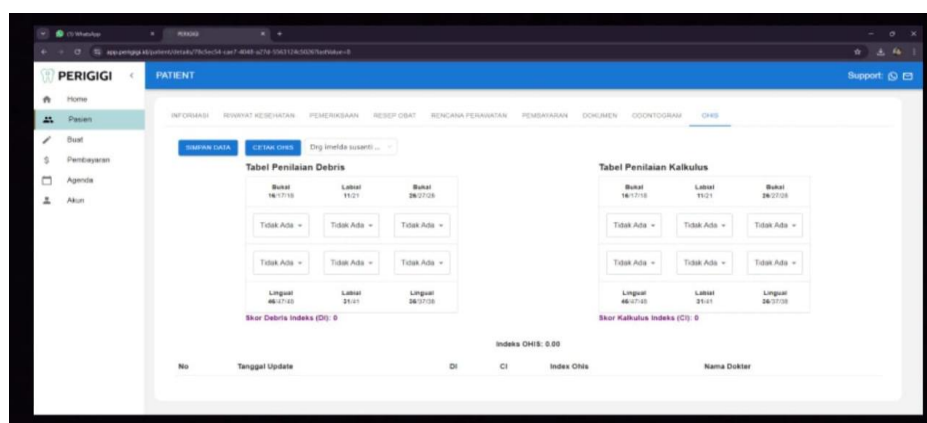 (1) WhatsApp
PERIGIGI
PERIGIGI
PATIENT
Support:
Home
Pasien
Buat
Pembayaran
Agenda
Akun
INFORMASI RIWAYAT KESEHATAN PEMERIKSAAN RESEP OBAT RENCANA PERAWATAN PEMBAYARAN DOKUMEN ODONTOGRAM OHIS
SIMPAN DATA CETAK OHIS Drg imelda susanti ...
Tabel Penilaian Debris
Bukal Labial Bukal
16/17/18 11/21 26/27/28
Tidak Ada Tidak Ada Tidak Ada
Tidak Ada Tidak Ada Tidak Ada
Lingual Labial Lingual
46/47/48 31/41 36/37/38
Skor Debris Indeks (DI): 0
Tabel Penilaian Kalkulus
Bukal Labial Bukal
16/17/18 11/21 26/27/28
Tidak Ada Tidak Ada Tidak Ada
Tidak Ada Tidak Ada Tidak Ada
Lingual Labial Lingual
46/47/48 31/41 36/37/38
Skor Kalkulus Indeks (CI): 0
Indeks OHIS: 0.00
No Tanggal Update DI CI Index Ohis Nama Dokter